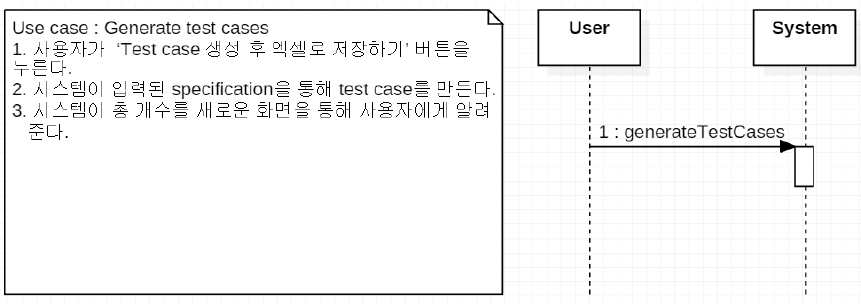 Use case : Generate test cases
1. 사용자가 ‘Test case 생성 후 엑셀로 저장하기’ 버튼을
누른다.
2. 시스템이 입력된 specification을 통해 test case를 만든다.
3. 시스템이 총 개수를 새로운 화면을 통해 사용자에게 알려
준다.
User
System
1 : generateTestCases